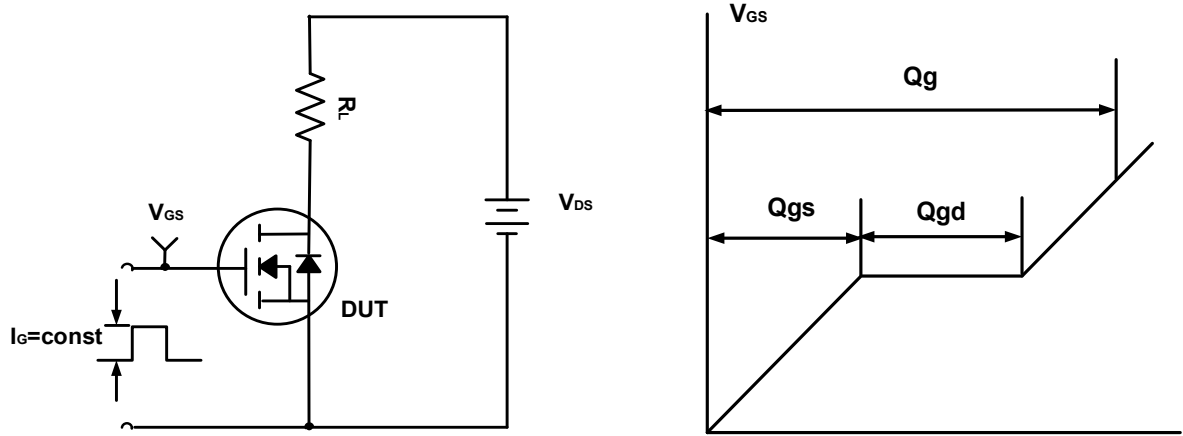 RL
VGS
VDS
DUT
IG=const
VGS
Qg
Qgs
Qgd